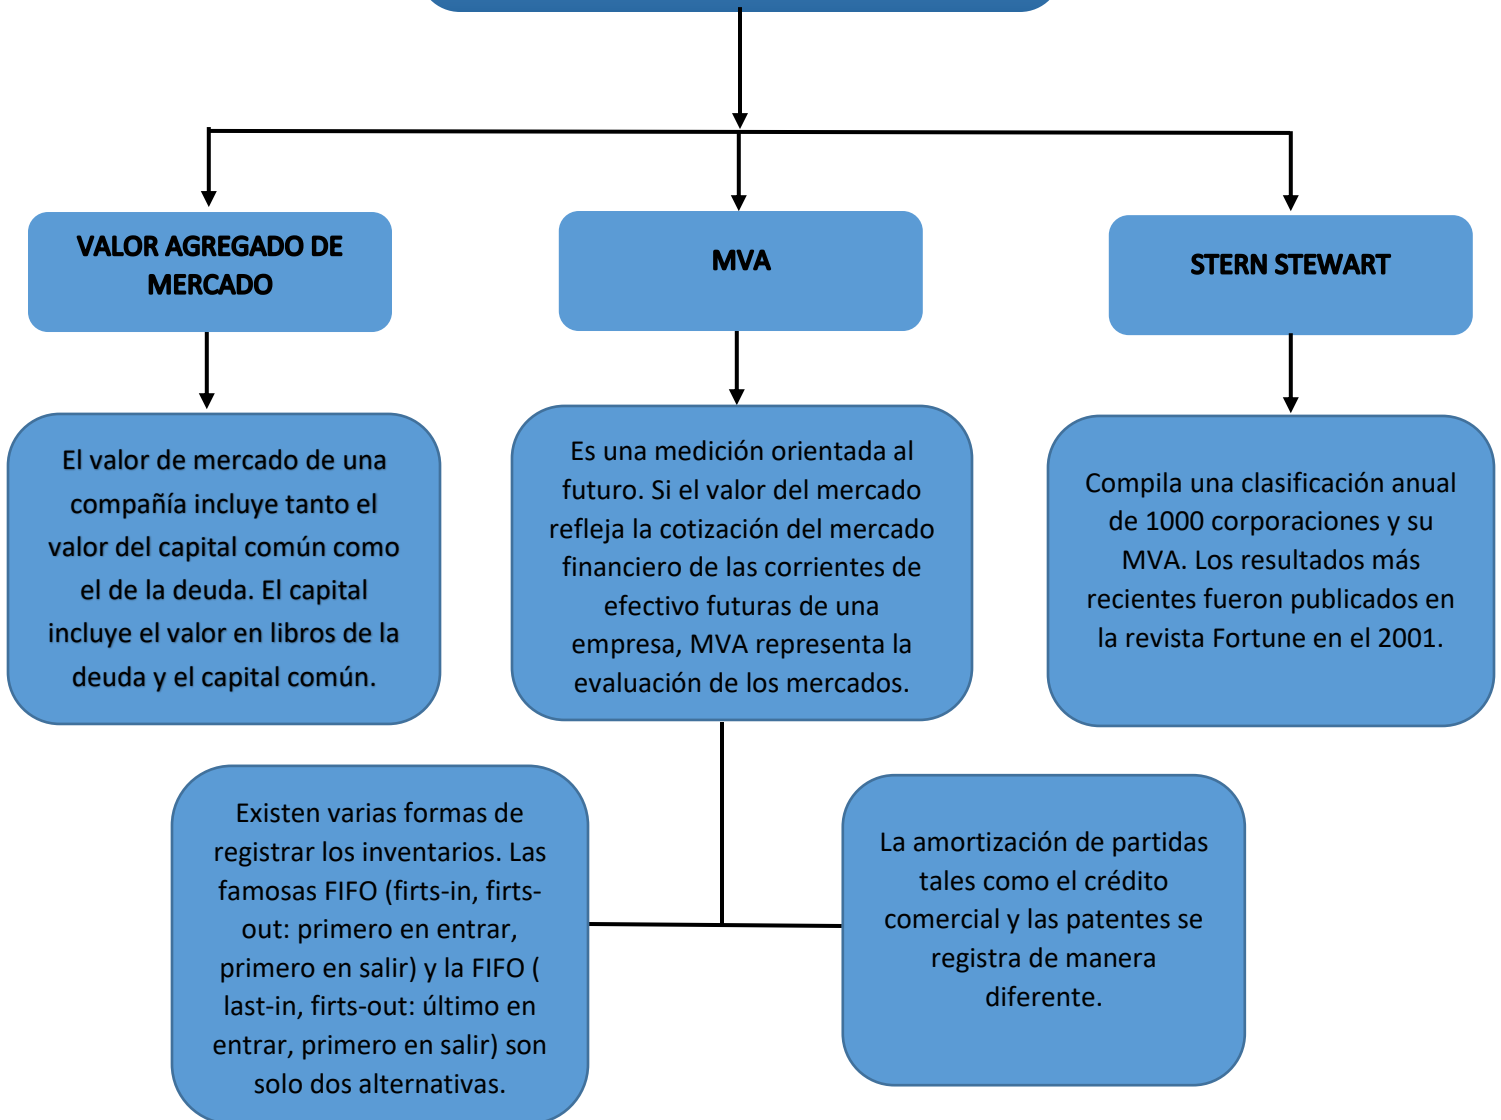 VALOR AGREGADO DE
MERCADO
MVA
STERN STEWART
El valor de mercado de una
compañía incluye tanto el
valor del capital común como
el de la deuda. El capital
incluye el valor en libros de la
deuda y el capital común.
Es una medición orientada al
futuro. Si el valor del mercado
refleja la cotización del mercado
financiero de las corrientes de
efectivo futuras de una
empresa, MVA representa la
evaluación de los mercados.
Compila una clasificación anual
de 1000 corporaciones y su
MVA. Los resultados más
recientes fueron publicados en
la revista Fortune en el 2001.
Existen varias formas de
registrar los inventarios. Las
famosas FIFO (firts-in, firts-
out: primero en entrar,
primero en salir) y la FIFO (
last-in, firts-out: último en
entrar, primero en salir) son
solo dos alternativas.
La amortización de partidas
tales como el crédito
comercial y las patentes se
registra de manera
diferente.